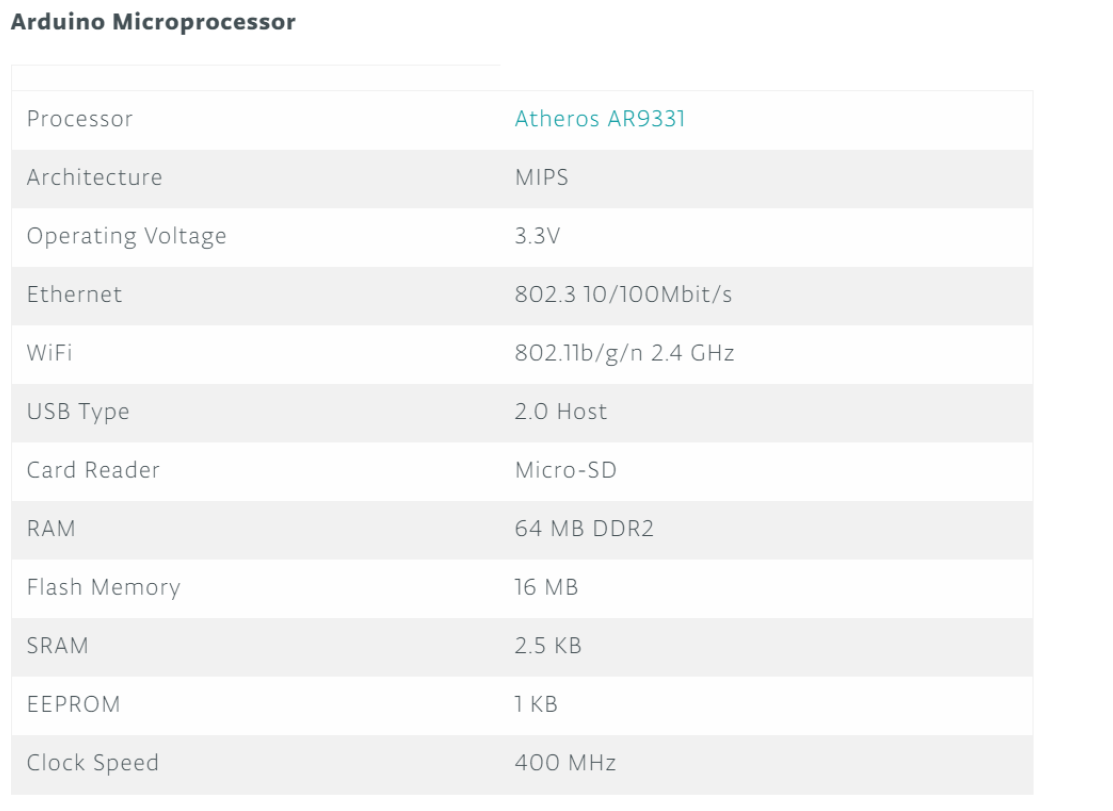 Arduino Microprocessor
Processor Atheros AR9331
Architecture MIPS
Operating Voltage 3.3V
Ethernet 802.3 10/100Mbit/s
WiFi 802.11b/g/n 2.4 GHz
USB Type 2.0 Host
Card Reader Micro-SD
RAM 64 MB DDR2
Flash Memory 16 MB
SRAM 2.5 KB
EEPROM 1 KB
Clock Speed 400 MHz